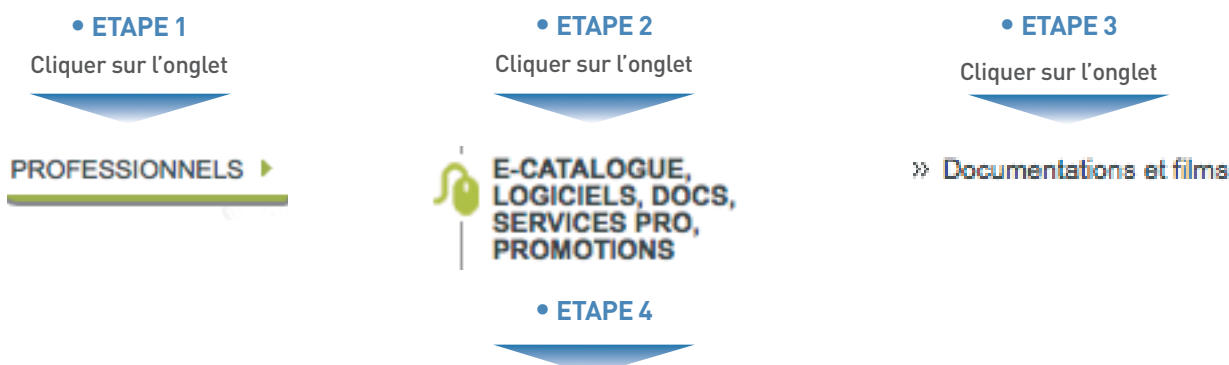 • ETAPE 1
Cliquer sur l'onglet
PROFESSIONNELS
• ETAPE 2
Cliquer sur l'onglet
E-CATALOGUE,
LOGICIELS, DOCS,
SERVICES PRO,
PROMOTIONS
• ETAPE 3
Cliquer sur l'onglet
» Documentations et films
• ETAPE 4